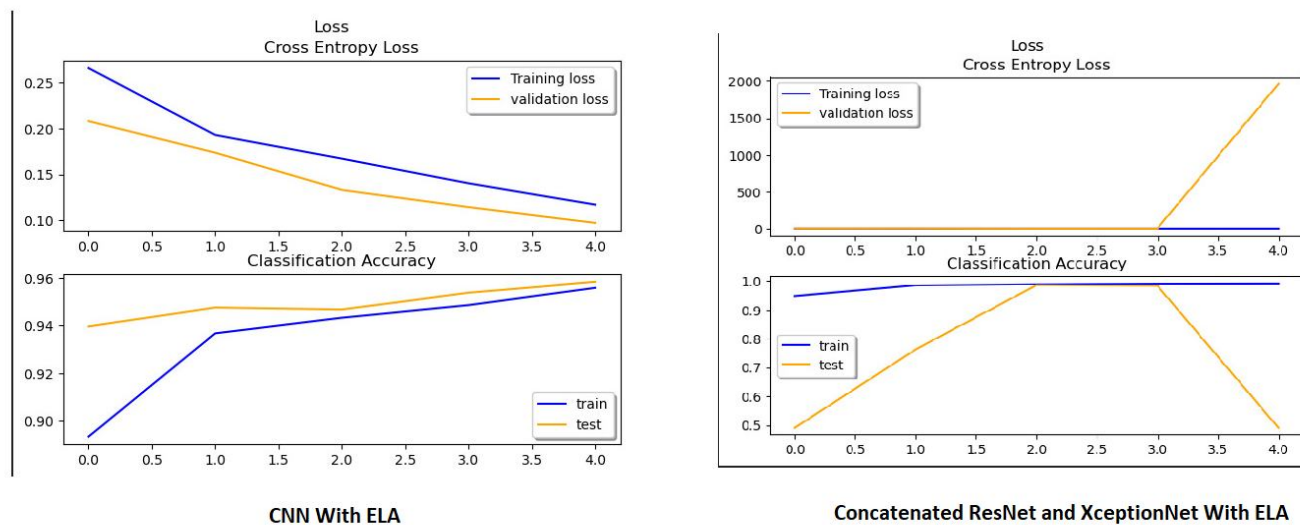 Loss
Cross Entropy Loss
Training loss
validation loss
0.25
0.20
0.15
0.10
0.0 0.5 1.0 1.5 2.0 2.5 3.0 3.5 4.0
Classification Accuracy
0.96
0.94
0.92
0.90
train
test
0.0 0.5 1.0 1.5 2.0 2.5 3.0 3.5 4.0
CNN With ELA
Loss
Cross Entropy Loss
2000
1500
1000
500
0
Training loss
validation loss
0.0 0.5 1.0 1.5 2.0 2.5 3.0 3.5 4.0
Classification Accuracy
1.0
0.9
0.8
0.7
0.6
0.5
train
test
0.0 0.5 1.0 1.5 2.0 2.5 3.0 3.5 4.0
Concatenated ResNet and XceptionNet With ELA